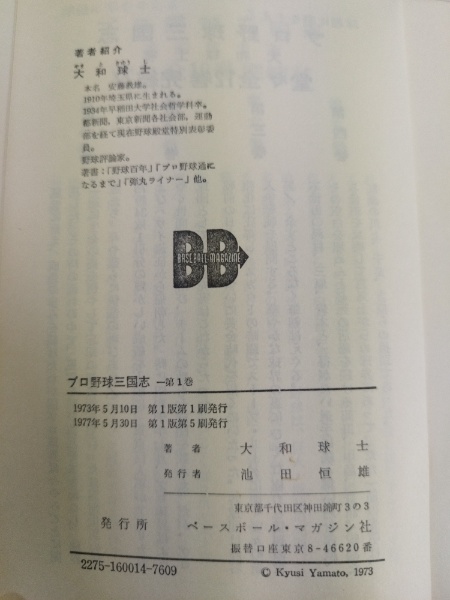 著者紹介
大和球士
本名 安藤教雄。
1910年埼玉県に生まれる。
1934年早稲田大学社会哲学科卒。
都新聞、東京新聞各社会部、運動
部を経て現在野球殿堂特別表彰委
員。
野球評論家。
著書:「野球百年」「プロ野球遇に
なるまで」「弾丸ライナー」他。
BB
BASEBALL-MAGAZINE
プロ野球三国志 —第1巻
1973年5月10日 第1版第1刷発行
1977年5月30日 第1版第5刷発行
著者 大和球士
発行者 池田恒雄
東京都千代田区神田錦町3の3
発行所 ベースボール・マガジン社
振替口座東京8-46620番
2275-160014-7609
© Kyusi Yamato, 1973